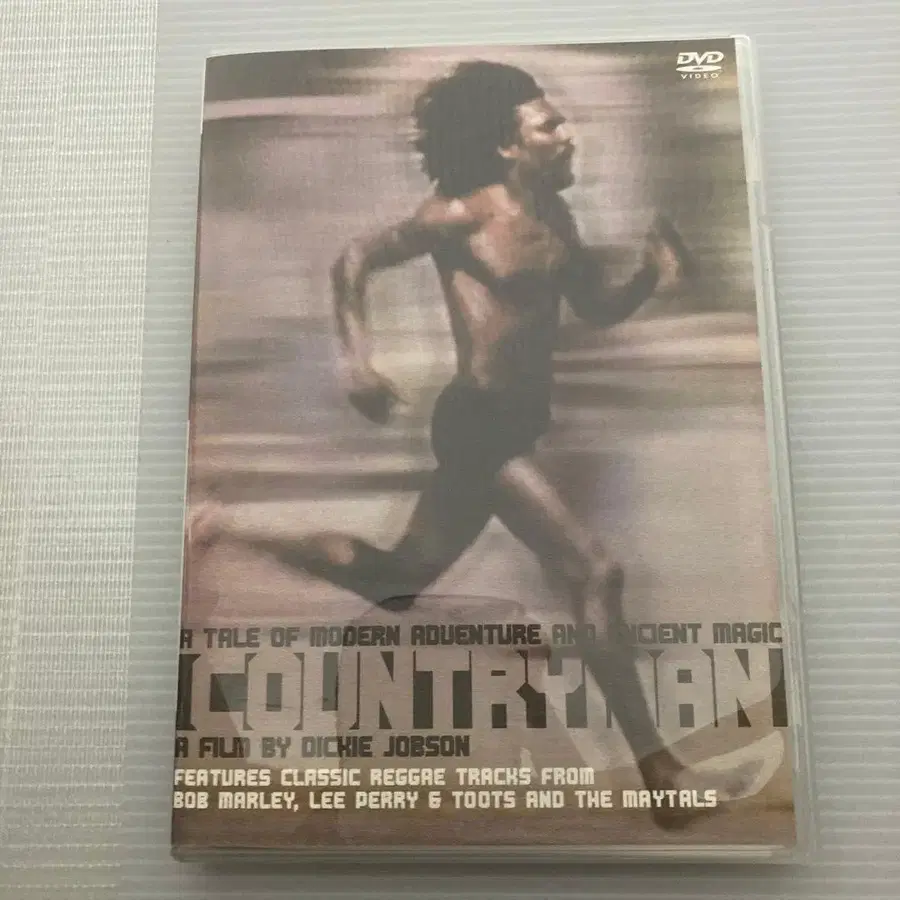 DVD
VIDEO
A TALE OF MODERN ADVENTURE AND ANCIENT MAGIC
COUNTRYMAN
A FILM BY DICKIE JOBSON
FEATURES CLASSIC REGGAE TRACKS FROM
BOB MARLEY, LEE PERRY & TOOTS AND THE MAYTALS